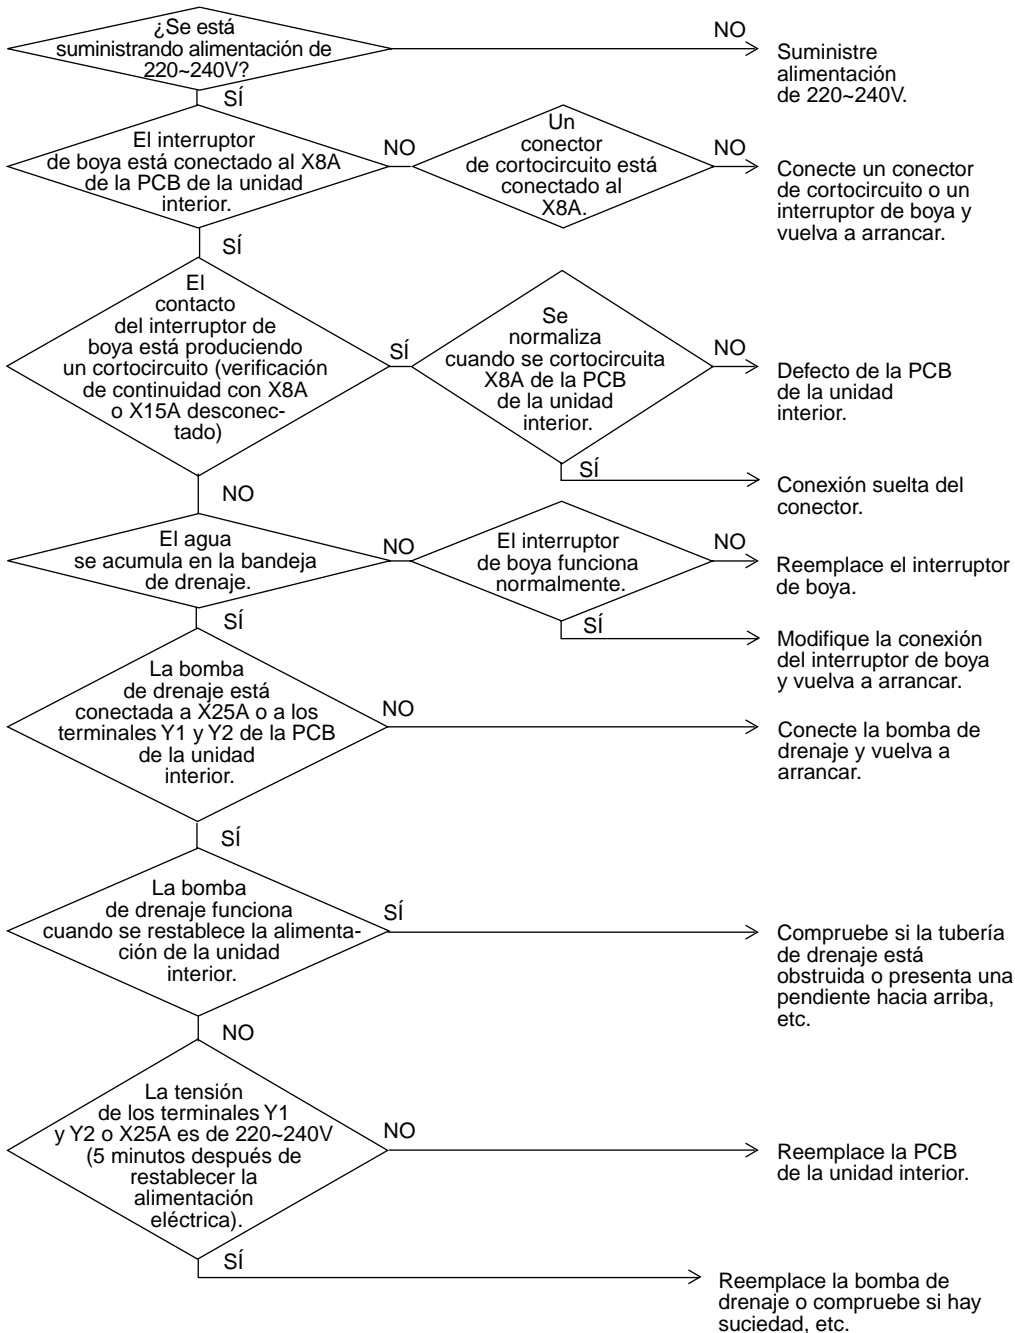 ¿Se está
suministrando alimentación de
220~240V?
NO
Suministre
alimentación
de 220~240V.
SÍ
El interruptor
de boya está conectado al X8A
de la PCB de la unidad
interior.
NO
Un
conector
de cortocircuito está
conectado al
X8A.
NO
Conecte un conector
de cortocircuito o un
interruptor de boya y
vuelva a arrancar.
SÍ
El
contacto
del interruptor de
boya está produciendo
un cortocircuito (verificación
de continuidad con X8A
o X15A desconec-
tado)
SÍ
Se
normaliza
cuando se cortocircuita
X8A de la PCB
de la unidad
interior.
NO
Defecto de la PCB
de la unidad
interior.
SÍ
Conexión suelta del
conector.
NO
El agua
se acumula en la bandeja
de drenaje.
NO
El interruptor
de boya funciona
normalmente.
NO
Reemplace el interruptor
de boya.
SÍ
Modifique la conexión
del interruptor de boya
y vuelva a arrancar.
SÍ
La bomba
de drenaje está
conectada a X25A o a los
terminales Y1 y Y2 de la PCB
de la unidad
interior.
NO
Conecte la bomba de
drenaje y vuelva a
arrancar.
SÍ
La bomba
de drenaje funciona
cuando se restablece la alimenta-
ción de la unidad
interior.
SÍ
Compruebe si la tubería
de drenaje está
obstruida o presenta una
pendiente hacia arriba,
etc.
NO
La tensión
de los terminales Y1
y Y2 o X25A es de 220~240V
(5 minutos después de
restablecer la
alimentación
eléctrica).
NO
Reemplace la PCB
de la unidad interior.
SÍ
Reemplace la bomba de
drenaje o compruebe si hay
suciedad, etc.